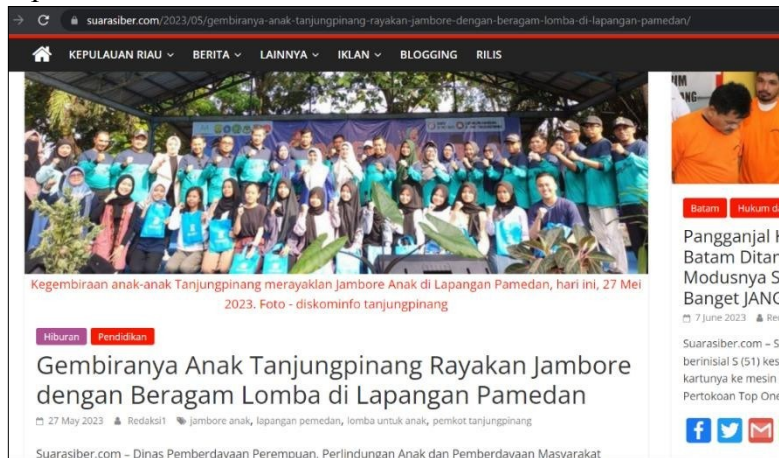 suarasiber.com/2023/05/gembiranya-anak-tanjungpinang-rayakan-jambore-dengan-beragam-lomba-di-lapangan-pamedan/
KEPULAUAN RIAU BERITA LAINNYA IKLAN BLOGGING RILIS
Kegembiraan anak-anak Tanjungpinang merayaklan Jambore Anak di Lapangan Pamedan, hari ini, 27 Mei
2023. Foto - diskominfo tanjungpinang
Hiburan Pendidikan
Gembiranya Anak Tanjungpinang Rayakan Jambore
dengan Beragam Lomba di Lapangan Pamedan
27 May 2023 Redaksi1 jambore anak, lapangan pemedan, lomba untuk anak, pemkot tanjungpinang
Suarasiber.com – Dinas Pemberdayaan Perempuan, Perlindungan Anak dan Pemberdayaan Masyarakat
Batam Hukum da
Pangganjal
Batam Ditan
Modusnya S
Banget JANG
7 June 2023 Re
Suarasiber.com – S
berinisial S (51) kes
kartunya ke mesin
Pertokoan Top One